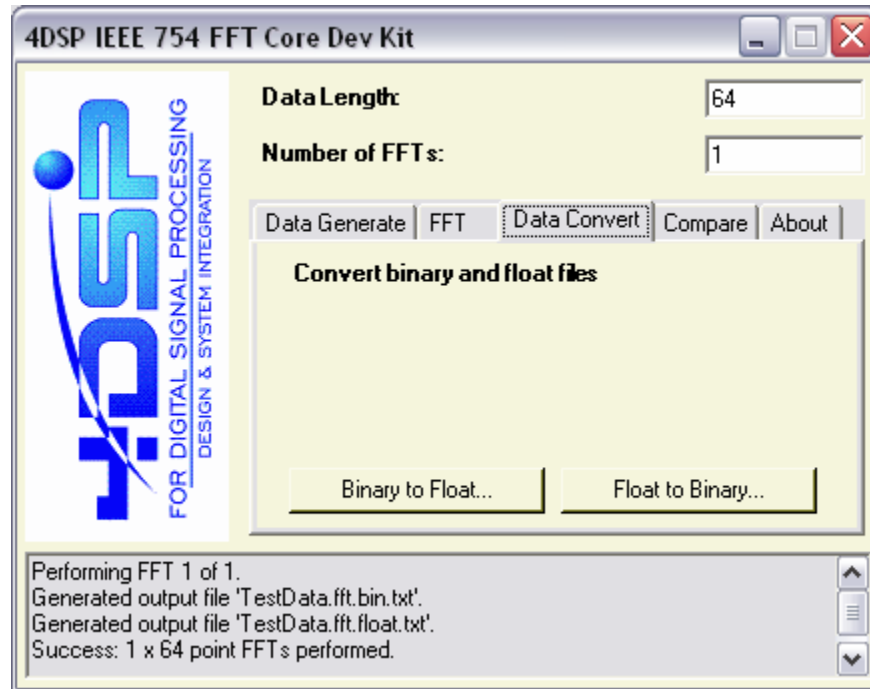 4DSP IEEE 754 FFT Core Dev Kit
4DSP
FOR DIGITAL SIGNAL PROCESSING
DESIGN & SYSTEM INTEGRATION
Data Length:
64
Number of FFTs:
1
Data Generate
FFT
Data Convert
Compare
About
Convert binary and float files
Binary to Float...
Float to Binary...
Performing FFT 1 of 1.
Generated output file 'TestData.fft.bin.txt'.
Generated output file 'TestData.fft.float.txt'.
Success: 1 x 64 point FFTs performed.